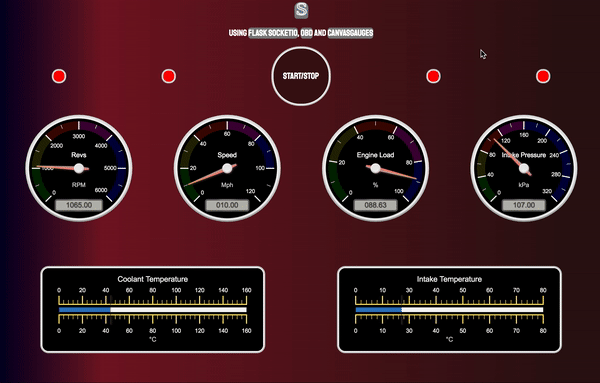 S
USING FLASK SOCKETIO, OBD AND CANVASGAUGES
START/STOP
Revs
0 1000 2000 3000 4000 5000 6000
RPM
1065.00
Speed
0 20 40 60 80 100 120
Mph
010.00
Engine Load
0 20 40 60 80 100
%
088.63
Intake Pressure
0 60 80 120 160 200 240 280 320
kPa
107.00
Coolant Temperature
0 20 40 60 80 100 120 140 160
0 20 40 60 80 100 120 140 160
°C
Intake Temperature
0 10 20 30 40 50 60 70 80
0 10 20 30 40 50 60 70 80
°C